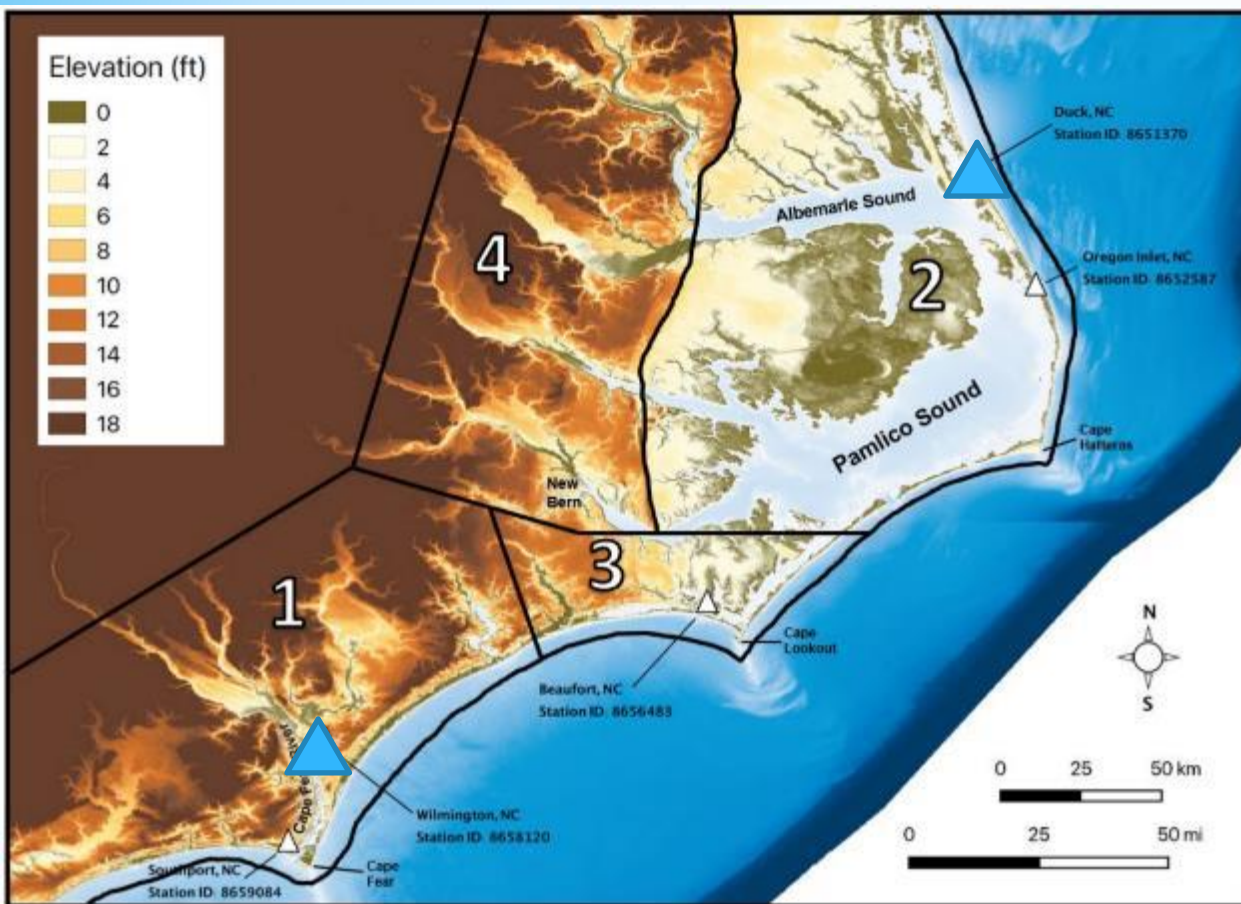 Elevation (ft)
0
2
4
6
8
10
12
14
16
18
Duck, NC
Station ID: 8651370
Albemarle Sound
4
2
Oregon Inlet, NC
Station ID: 8652587
Pamlico Sound
Cape
Hatteras
New
Bern
3
1
Cape
Lookout
Beaufort, NC
Station ID: 8656483
N
S
River
Cape Fe
0 25 50 km
0 25 50 mi
Wilmington, NC
Station ID: 8658120
Southport, NC
Station ID: 8659084
Cape
Fear